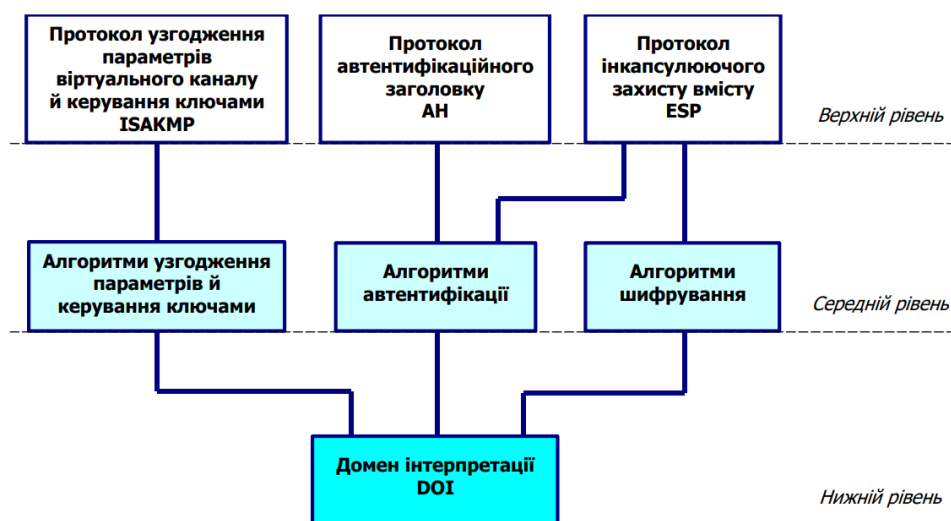 Протокол узгодження
параметрів
віртуального каналу
й керування ключами
ISAKMP
Протокол
автентифікаційного
заголовку
AH
Протокол
інкапсулюючого
захисту вмісту
ESP
Верхній рівень
Алгоритми узгодження
параметрів й
керування ключами
Алгоритми
автентифікації
Алгоритми
шифрування
Середній рівень
Домен інтерпретації
DOI
Нижній рівень